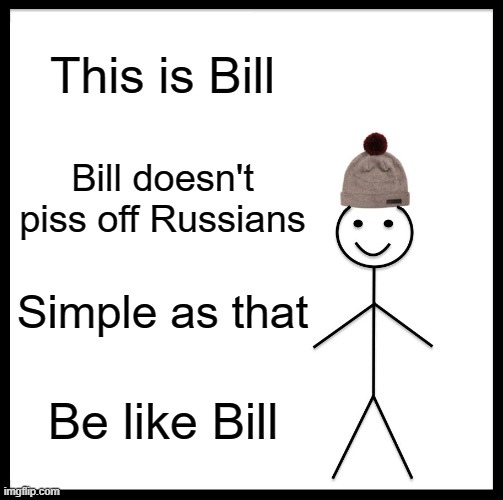 This is Bill
Bill doesn't
piss off Russians
Simple as that
Be like Bill
imgflip.com